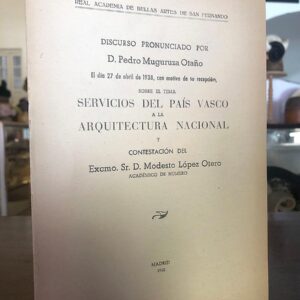 REAL ACADEMIA DE BELLAS ARTES DE SAN FERNANDO
DISCURSO PRONUNCIADO POR
D. Pedro Muguruza Otaño
El día 27 de abril de 1938, con motivo de su recepción,
SOBRE EL TEMA
SERVICIOS DEL PAÍS VASCO
A LA
ARQUITECTURA NACIONAL
Y
CONTESTACIÓN DEL
Excmo. Sr. D. Modesto López Otero
ACADÉMICO DE NÚMERO
MADRID